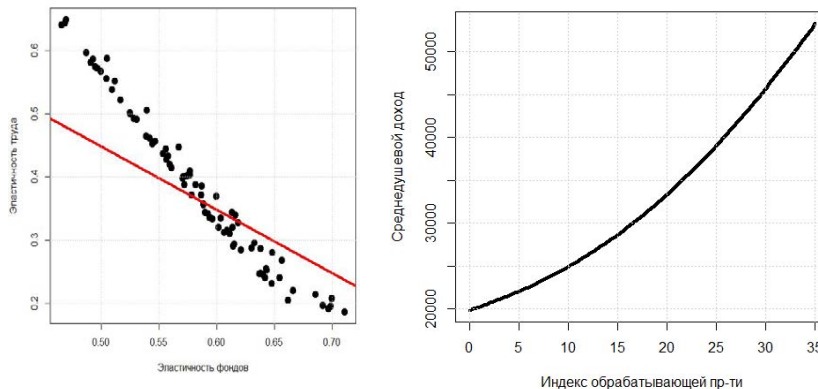 0.6
0.5
0.4
0.3
0.2
Эластичность труда
0.50 0.55 0.60 0.65 0.70
Эластичность фондов
50000
40000
30000
20000
Среднедушевой доход
0 5 10 15 20 25 30 35
Индекс обрабатывающей пр-ти